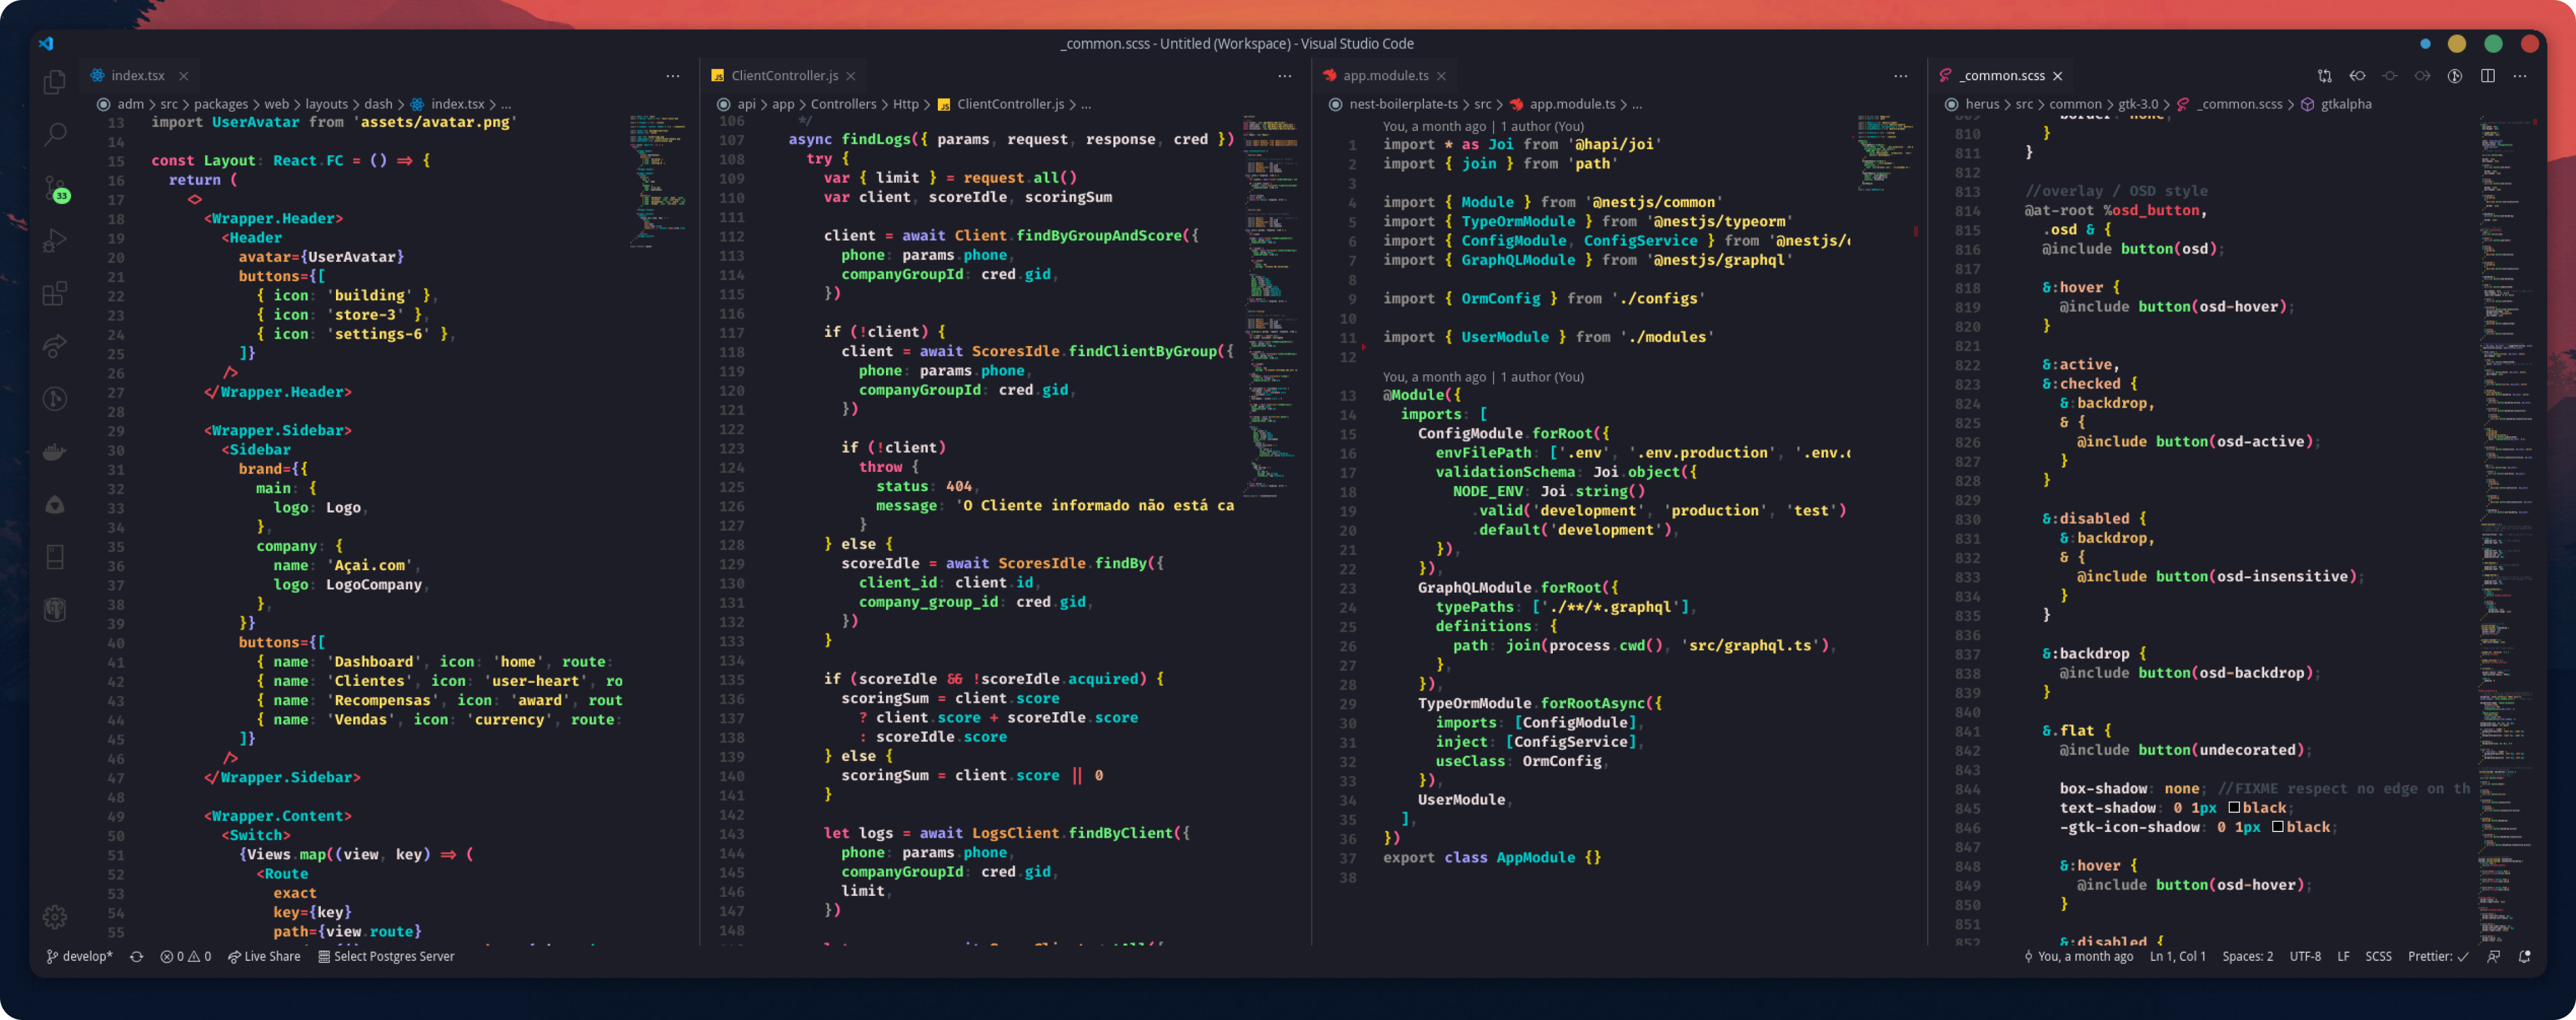 _common.scss - Untitled (Workspace) - Visual Studio Code
index.tsx
adm > src > packages > web > layouts > dash > index.tsx > ...
13 import UserAvatar from 'assets/avatar.png'
14
15 const Layout: React.FC = () => {
16 return (
17 <>
18 <Wrapper.Header>
19 <Header
20 avatar={UserAvatar}
21 buttons={[
22 { icon: 'building' },
23 { icon: 'store-3' },
24 { icon: 'settings-6' },
25 ]}
26 />
27 </Wrapper.Header>
28
29 <Wrapper.Sidebar>
30 <Sidebar
31 brand={{
32 main: {
33 logo: Logo,
34 },
35 company: {
36 name: 'Açai.com',
37 logo: LogoCompany,
38 },
39 }}
40 buttons={[
41 { name: 'Dashboard', icon: 'home', route:
42 { name: 'Clientes', icon: 'user-heart', ro
43 { name: 'Recompensas', icon: 'award', rout
44 { name: 'Vendas', icon: 'currency', route:
45 ]}
46 />
47 </Wrapper.Sidebar>
48
49 <Wrapper.Content>
50 <Switch>
51 {Views.map((view, key) => (
52 <Route
53 exact
54 key={key}
55 path={view.route}
ClientController.js
api > app > Controllers > Http > ClientController.js > ...
106 */
107 async findLogs({ params, request, response, cred })
108 try {
109 var { limit } = request.all()
110 var client, scoreIdle, scoringSum
111
112 client = await Client.findByGroupAndScore({
113 phone: params.phone,
114 companyGroupId: cred.gid,
115 })
116
117 if (!client) {
118 client = await ScoresIdle.findClientByGroup({
119 phone: params.phone,
120 companyGroupId: cred.gid,
121 })
122
123 if (!client)
124 throw {
125 status: 404,
126 message: 'O Cliente informado não está ca
127 }
128 } else {
129 scoreIdle = await ScoresIdle.findBy({
130 client_id: client.id,
131 company_group_id: cred.gid,
132 })
133 }
134
135 if (scoreIdle && !scoreIdle.acquired) {
136 scoringSum = client.score
137 ? client.score + scoreIdle.score
138 : scoreIdle.score
139 } else {
140 scoringSum = client.score || 0
141 }
142
143 let logs = await LogsClient.findByClient({
144 phone: params.phone,
145 companyGroupId: cred.gid,
146 limit,
147 })
148
app.module.ts
nest-boilerplate-ts > src > app.module.ts > ...
You, a month ago | 1 author (You)
1 import * as Joi from '@hapi/joi'
2 import { join } from 'path'
3
4 import { Module } from '@nestjs/common'
5 import { TypeOrmModule } from '@nestjs/typeorm'
6 import { ConfigModule, ConfigService } from '@nestjs/c
7 import { GraphQLModule } from '@nestjs/graphql'
8
9 import { OrmConfig } from './configs'
10
11 import { UserModule } from './modules'
12
You, a month ago | 1 author (You)
13 @Module({
14 imports: [
15 ConfigModule.forRoot({
16 envFilePath: ['.env', '.env.production', '.env.d
17 validationSchema: Joi.object({
18 NODE_ENV: Joi.string()
19 .valid('development', 'production', 'test')
20 .default('development'),
21 }),
22 }),
23 GraphQLModule.forRoot({
24 typePaths: ['./**/*.graphql'],
25 definitions: {
26 path: join(process.cwd(), 'src/graphql.ts'),
27 },
28 }),
29 TypeOrmModule.forRootAsync({
30 imports: [ConfigModule],
31 inject: [ConfigService],
32 useClass: OrmConfig,
33 }),
34 UserModule,
35 ],
36 })
37 export class AppModule {}
38
_common.scss
herus > src > common > gtk-3.0 > _common.scss > gtkalpha
809 border: none;
810 }
811 }
812
813 //overlay / OSD style
814 @at-root %osd_button,
815 .osd & {
816 @include button(osd);
817
818 &:hover {
819 @include button(osd-hover);
820 }
821
822 &:active,
823 &:checked {
824 &:backdrop,
825 & {
826 @include button(osd-active);
827 }
828 }
829
830 &:disabled {
831 &:backdrop,
832 & {
833 @include button(osd-insensitive);
834 }
835 }
836
837 &:backdrop {
838 @include button(osd-backdrop);
839 }
840
841 &.flat {
842 @include button(undecorated);
843
844 box-shadow: none; //FIXME respect no edge on th
845 text-shadow: 0 1px black;
846 -gtk-icon-shadow: 0 1px black;
847
848 &:hover {
849 @include button(osd-hover);
850 }
851
852 &:disabled {
33
develop* 0 0 Live Share Select Postgres Server
You, a month ago Ln 1, Col 1 Spaces: 2 UTF-8 LF SCSS Prettier: ✓